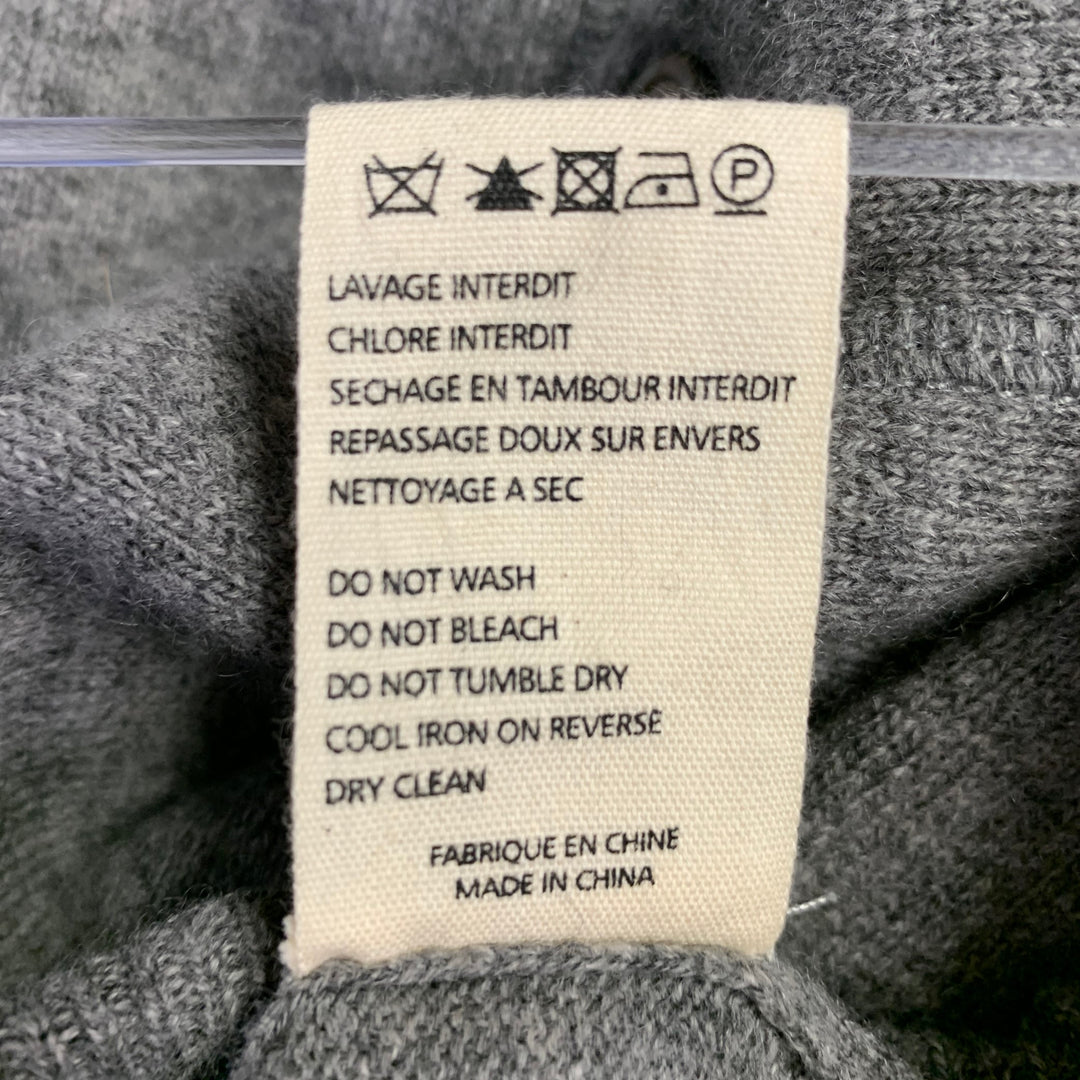 P
LAVAGE INTERDIT
CHLORE INTERDIT
SECHAGE EN TAMBOUR INTERDIT
REPASSAGE DOUX SUR ENVERS
NETTOYAGE A SEC
DO NOT WASH
DO NOT BLEACH
DO NOT TUMBLE DRY
COOL IRON ON REVERSE
DRY CLEAN
FABRIQUE EN CHINE
MADE IN CHINA